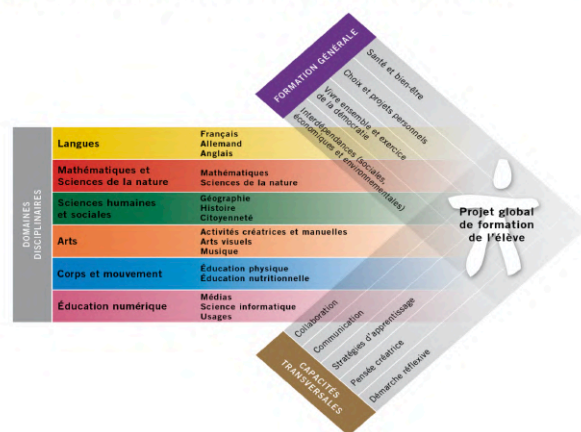 FORMATION GÉNÉRALE
Santé et bien-être
Choix et projets personnels
Vivre ensemble et exercice
de la démocratie
Interdépendances (sociales,
économiques et environnementales)
DOMAINES
DISCIPLINAIRES
Langues
Français
Allemand
Anglais
Mathématiques et
Sciences de la nature
Mathématiques
Sciences de la nature
Sciences humaines
et sociales
Géographie
Histoire
Citoyenneté
Arts
Activités créatrices et manuelles
Arts visuels
Musique
Corps et mouvement
Éducation physique
Éducation nutritionnelle
Éducation numérique
Médias
Science informatique
Usages
Projet global
de formation
de l'élève
Collaboration
Communication
Stratégies d'apprentissage
Pensée créatrice
Démarche réflexive
CAPACITÉS
TRANSVERSALES